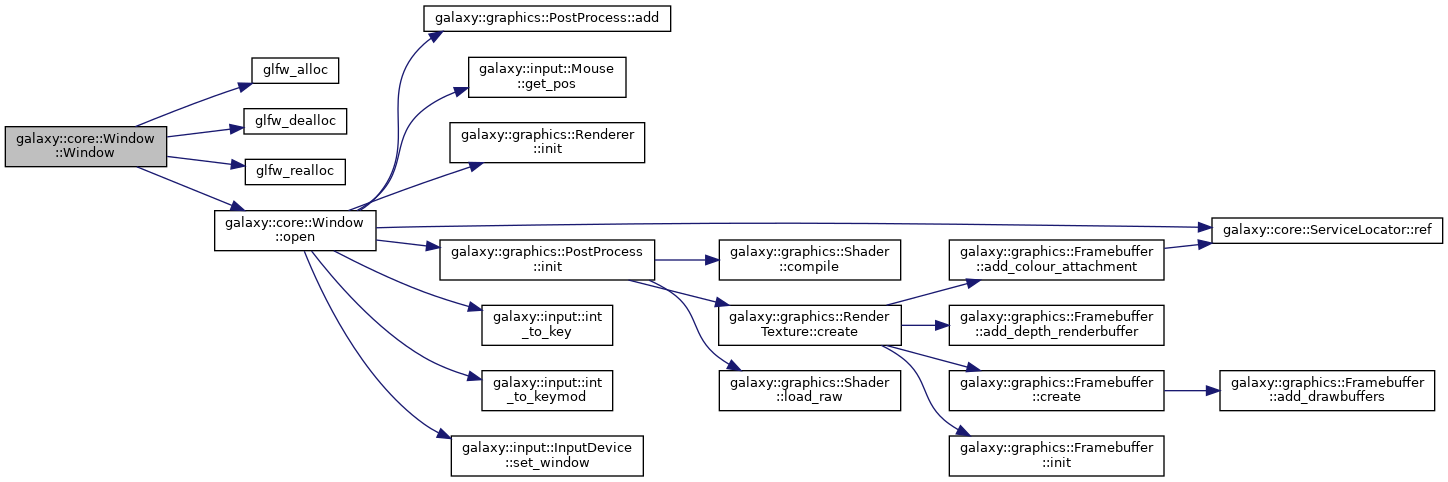 galaxy::core::Window
::Window
glfw_alloc
glfw_dealloc
glfw_realloc
galaxy::core::Window
::open
galaxy::graphics::PostProcess::add
galaxy::input::Mouse
::get_pos
galaxy::graphics::Renderer
::init
galaxy::graphics::PostProcess
::init
galaxy::input::int
_to_key
galaxy::input::int
_to_keymod
galaxy::input::InputDevice
::set_window
galaxy::graphics::Shader
::compile
galaxy::graphics::Render
Texture::create
galaxy::graphics::Shader
::load_raw
galaxy::graphics::Framebuffer
::add_colour_attachment
galaxy::graphics::Framebuffer
::add_depth_renderbuffer
galaxy::graphics::Framebuffer
::create
galaxy::graphics::Framebuffer
::init
galaxy::core::ServiceLocator::ref
galaxy::graphics::Framebuffer
::add_drawbuffers